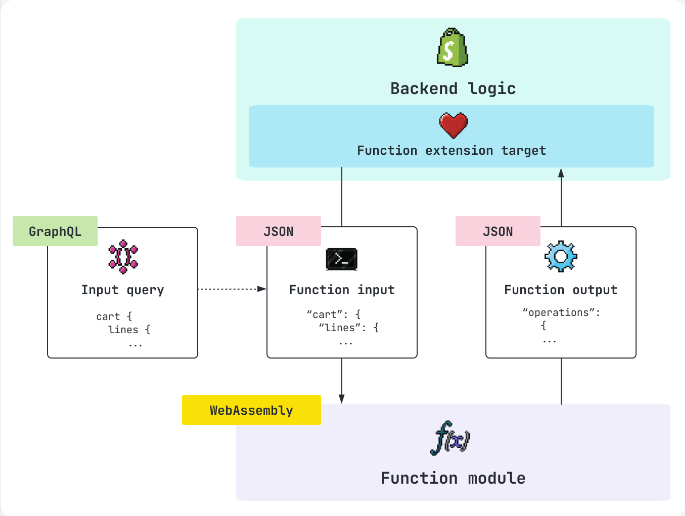 Backend logic
Function extension target
GraphQL
Input query
cart {
lines {
...
JSON
Function input
“cart”: {
“lines”: {
...
JSON
Function output
“operations”:
{
...
WebAssembly
f(x)
Function module